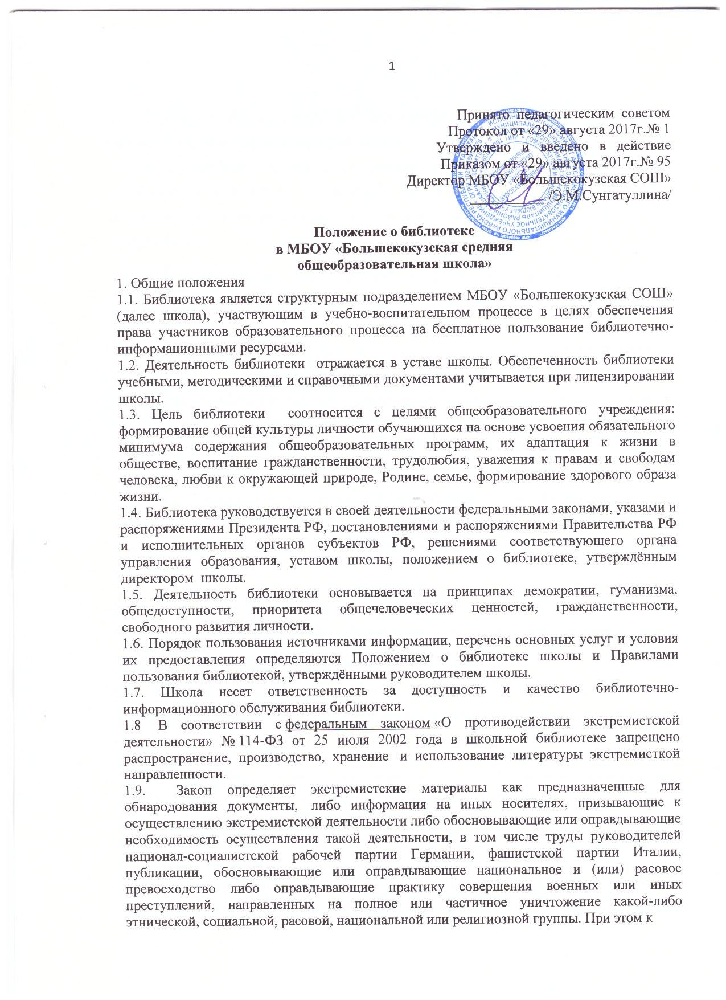 1
Принято педагогическим советом
Протокол от «29» августа 2017г.№ 1
Утверждено и введено в действие
Приказом от «29» августа 2017г.№ 95
Директор МБОУ «Большекокузская СОШ»
____________/Э.М.Сунгатуллина/
Положение о библиотеке
в МБОУ «Большекокузская средняя
общеобразовательная школа»
1. Общие положения
1.1. Библиотека является структурным подразделением МБОУ «Большекокузская СОШ»
(далее школа), участвующим в учебно-воспитательном процессе в целях обеспечения
права участников образовательного процесса на бесплатное пользование библиотечно-
информационными ресурсами.
1.2. Деятельность библиотеки отражается в уставе школы. Обеспеченность библиотеки
учебными, методическими и справочными документами учитывается при лицензировании
школы.
1.3. Цель библиотеки соотносится с целями общеобразовательного учреждения:
формирование общей культуры личности обучающихся на основе усвоения обязательного
минимума содержания общеобразовательных программ, их адаптация к жизни в
обществе, воспитание гражданственности, трудолюбия, уважения к правам и свободам
человека, любви к окружающей природе, Родине, семье, формирование здорового образа
жизни.
1.4. Библиотека руководствуется в своей деятельности федеральными законами, указами и
распоряжениями Президента РФ, постановлениями и распоряжениями Правительства РФ
и исполнительных органов субъектов РФ, решениями соответствующего органа
управления образования, уставом школы, положением о библиотеке, утверждённым
директором школы.
1.5. Деятельность библиотеки основывается на принципах демократии, гуманизма,
общедоступности, приоритета общечеловеческих ценностей, гражданственности,
свободного развития личности.
1.6. Порядок пользования источниками информации, перечень основных услуг и условия
их предоставления определяются Положением о библиотеке школы и Правилами
пользования библиотекой, утверждёнными руководителем школы.
1.7. Школа несет ответственность за доступность и качество библиотечно-
информационного обслуживания библиотеки.
1.8 В соответствии с федеральным законом «О противодействии экстремистской
деятельности» № 114-ФЗ от 25 июля 2002 года в школьной библиотеке запрещено
распространение, производство, хранение и использование литературы экстремисткой
направленности.
1.9. Закон определяет экстремистские материалы как предназначенные для
обнародования документы, либо информация на иных носителях, призывающие к
осуществлению экстремистской деятельности либо обосновывающие или оправдывающие
необходимость осуществления такой деятельности, в том числе труды руководителей
национал-социалистской рабочей партии Германии, фашистской партии Италии,
публикации, обосновывающие или оправдывающие национальное и (или) расовое
превосходство либо оправдывающие практику совершения военных или иных
преступлений, направленных на полное или частичное уничтожение какой-либо
этнической, социальной, расовой, национальной или религиозной группы. При этом к